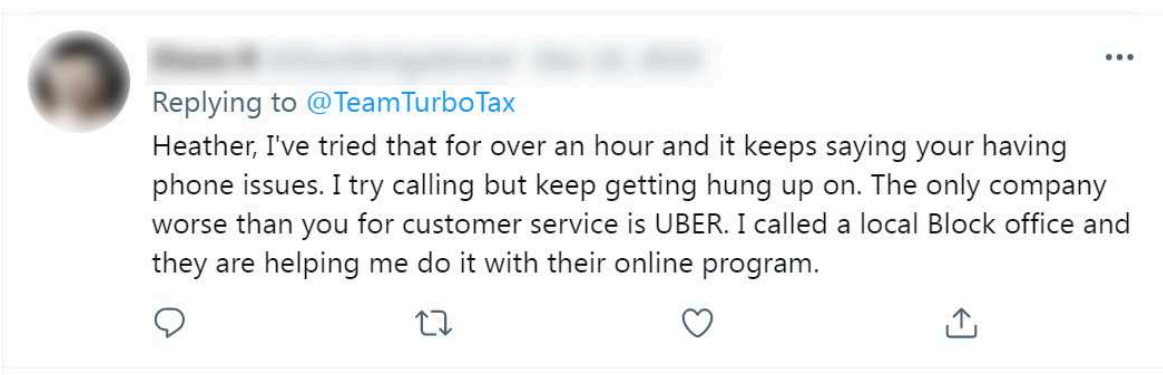 Replying to @TeamTurboTax
Heather, I've tried that for over an hour and it keeps saying your having
phone issues. I try calling but keep getting hung up on. The only company
worse than you for customer service is UBER. I called a local Block office and
they are helping me do it with their online program.